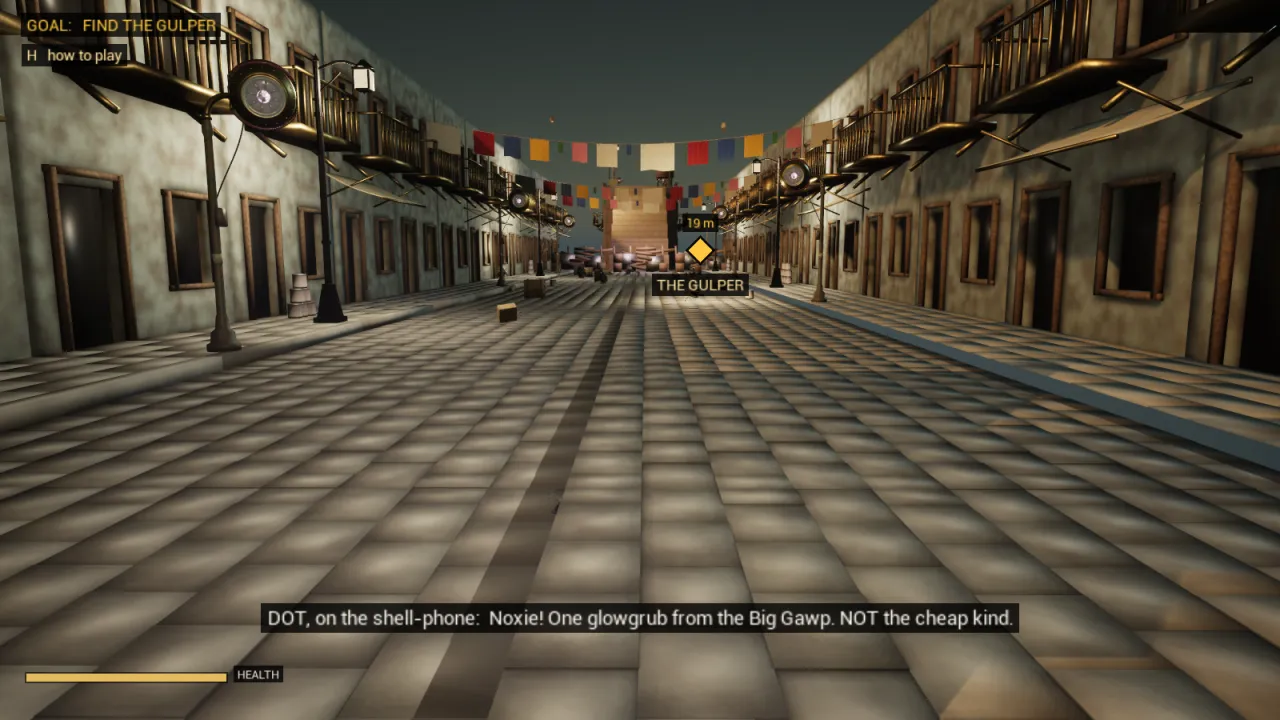 GOAL: FIND THE GULPER
H how to play
19 m
THE GULPER
DOT, on the shell-phone: Noxie! One glowgrub from the Big Gawp. NOT the cheap kind.
HEALTH